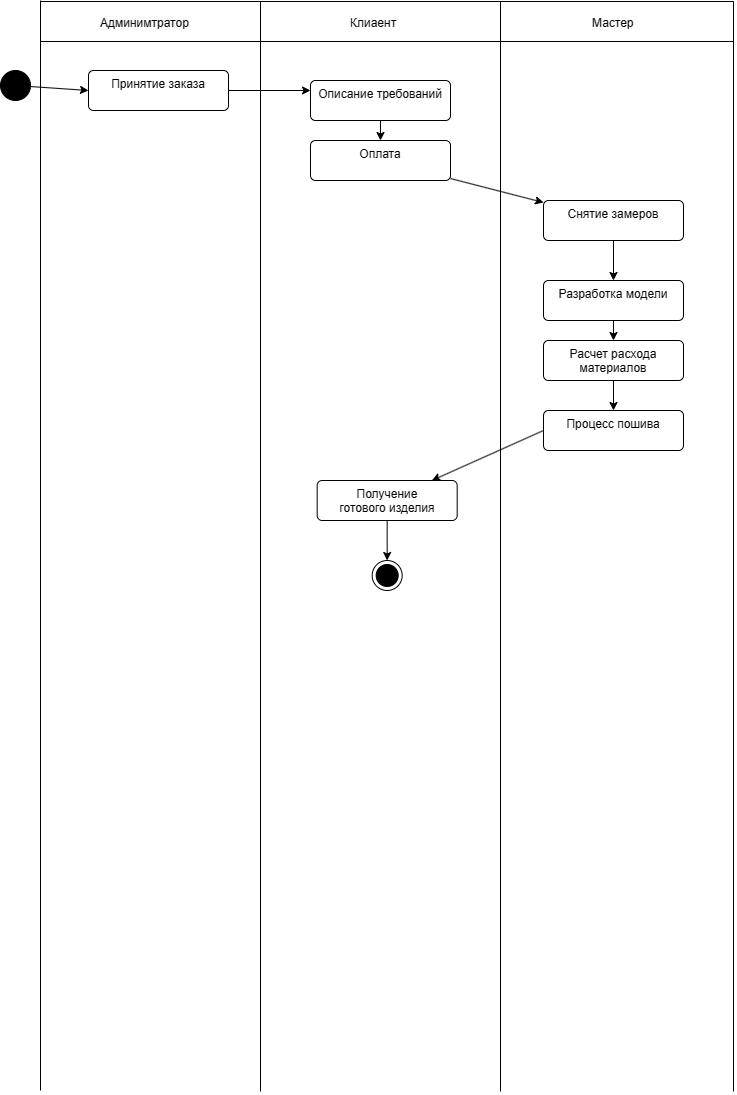 Админимтратор
Клиаент
Мастер
Принятие заказа
Описание требований
Оплата
Снятие замеров
Разработка модели
Расчет расхода
материалов
Процесс пошива
Получение
готового изделия